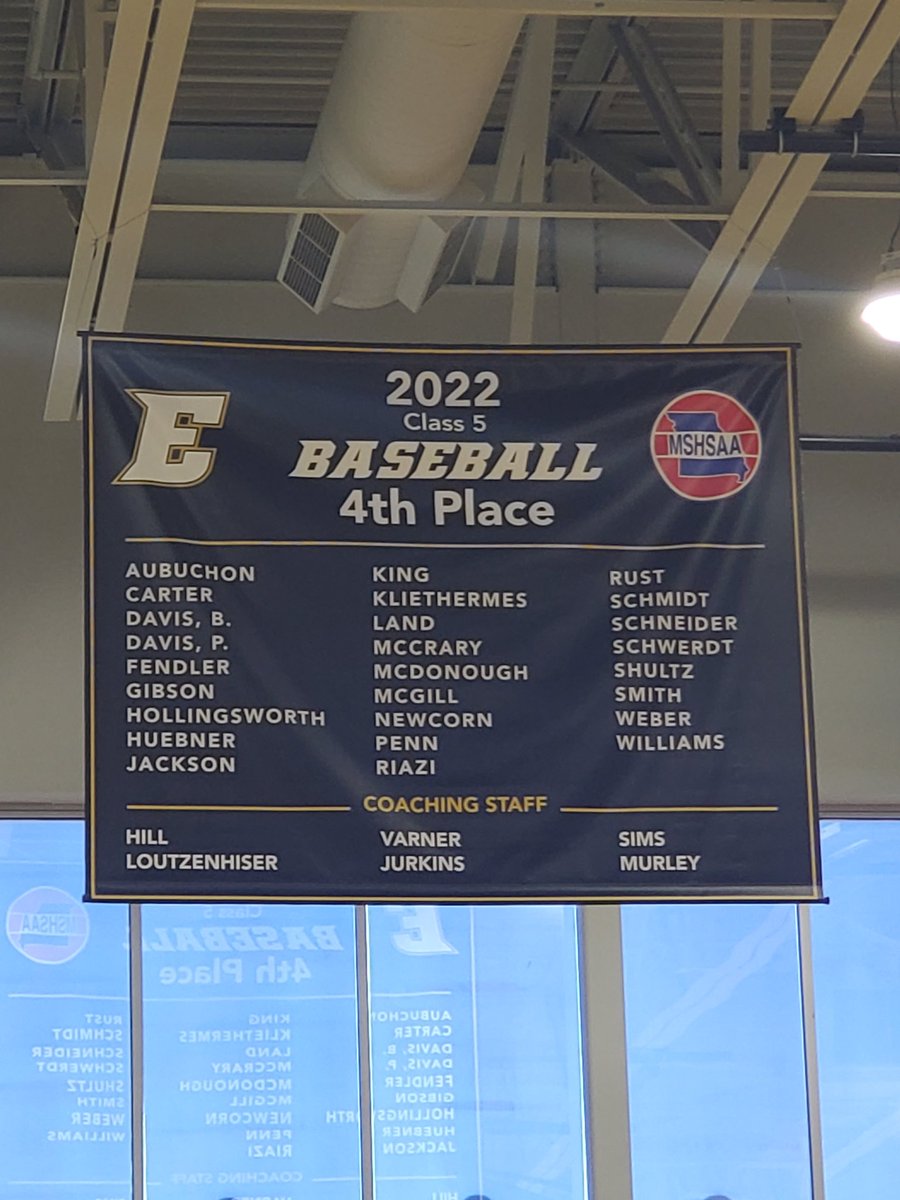 2022
Class 5
E
BASEBALL
MSHSAA
4th Place
AUBUCHON
CARTER
DAVIS, B.
DAVIS, P.
FENDLER
GIBSON
HOLLINGSWORTH
HUEBNER
JACKSON
KING
KLIETHERMES
LAND
MCCRARY
MCDONOUGH
MCGILL
NEWCORN
PENN
RIAZI
RUST
SCHMIDT
SCHNEIDER
SCHWERDT
SHULTZ
SMITH
WEBER
WILLIAMS
COACHING STAFF
HILL
LOUTZENHISER
VARNER
JURKINS
SIMS
MURLEY